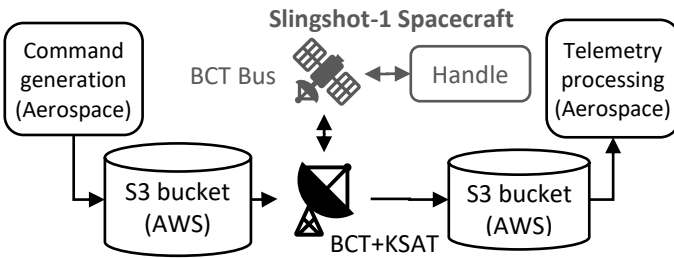 Slingshot-1 Spacecraft
Command
generation
(Aerospace)
BCT Bus
Handle
Telemetry
processing
(Aerospace)
S3 bucket
(AWS)
BCT+KSAT
S3 bucket
(AWS)